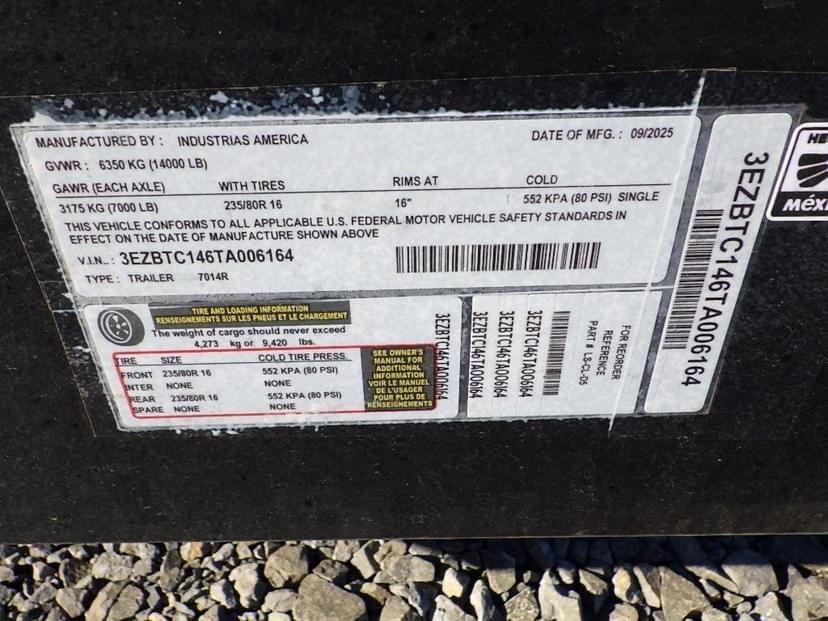 MANUFACTURED BY : INDUSTRIAS AMERICA DATE OF MFG. : 09/2025
GVWR : 6350 KG (14000 LB)
GAWR (EACH AXLE) WITH TIRES RIMS AT COLD
3175 KG (7000 LB) 235/80R 16 16" 552 KPA (80 PSI) SINGLE
THIS VEHICLE CONFORMS TO ALL APPLICABLE U.S. FEDERAL MOTOR VEHICLE SAFETY STANDARDS IN
EFFECT ON THE DATE OF MANUFACTURE SHOWN ABOVE
V.I.N.. : 3EZBTC146TA006164
TYPE : TRAILER 7014R
TIRE AND LOADING INFORMATION
RENSEIGNEMENTS SUR LES PNEUS ET LE CHARGEMENT
The weight of cargo should never exceed
4,273 kg or 9,420 lbs.
TIRE SIZE COLD TIRE PRESS.
FRONT 235/80R 16 552 KPA (80 PSI)
INTER NONE NONE
REAR 235/80R 16 552 KPA (80 PSI)
SPARE NONE NONE
SEE OWNER'S
MANUAL FOR
ADDITIONAL
INFORMATION
VOIR LE MANUEL
DE L'USAGER
POUR PLUS DE
RENSEIGNEMENTS
3EZBTC146TA006164
3EZBTC146TA006164
3EZBTC146TA006164
3EZBTC146TA006164
FOR REORDER
REFERENCE
PART # LS-CL-D5
3EZBTC146TA006164
HE
MÉXI